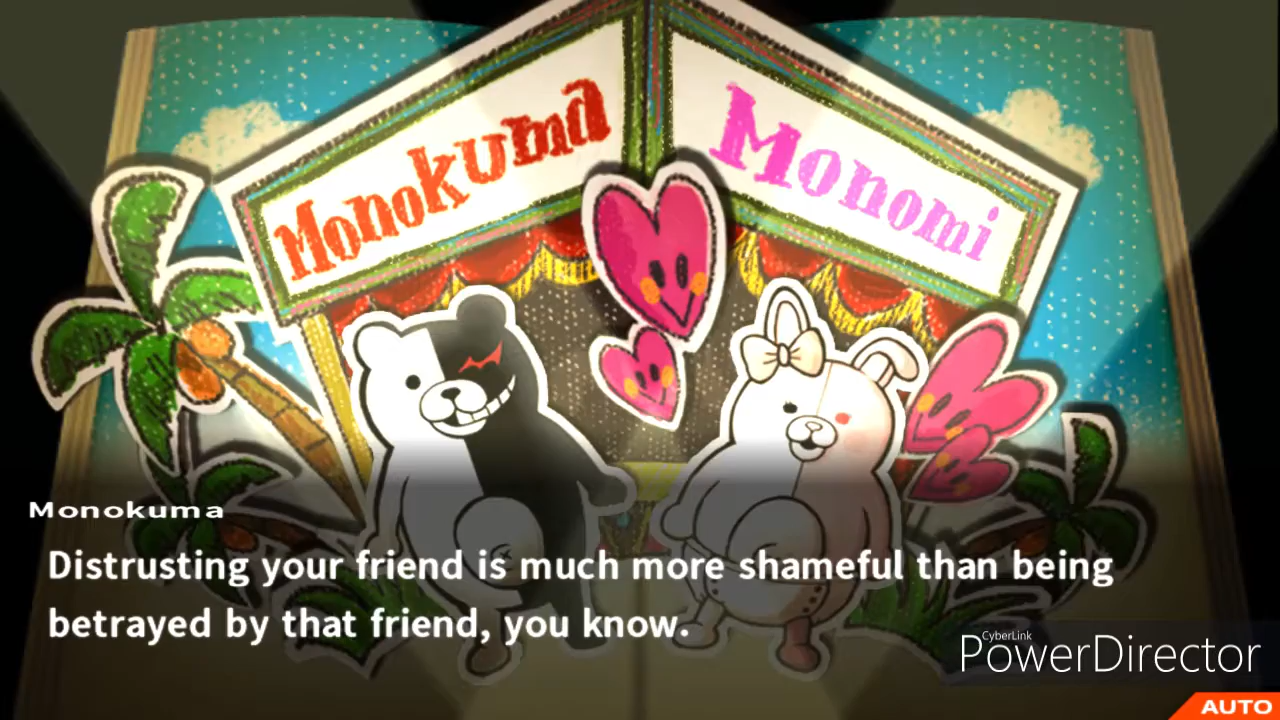 Monokuma
Monomi
Monokuma
Distrusting your friend is much more shameful than being
betrayed by that friend, you know.
CyberLink
PowerDirector
AUTO